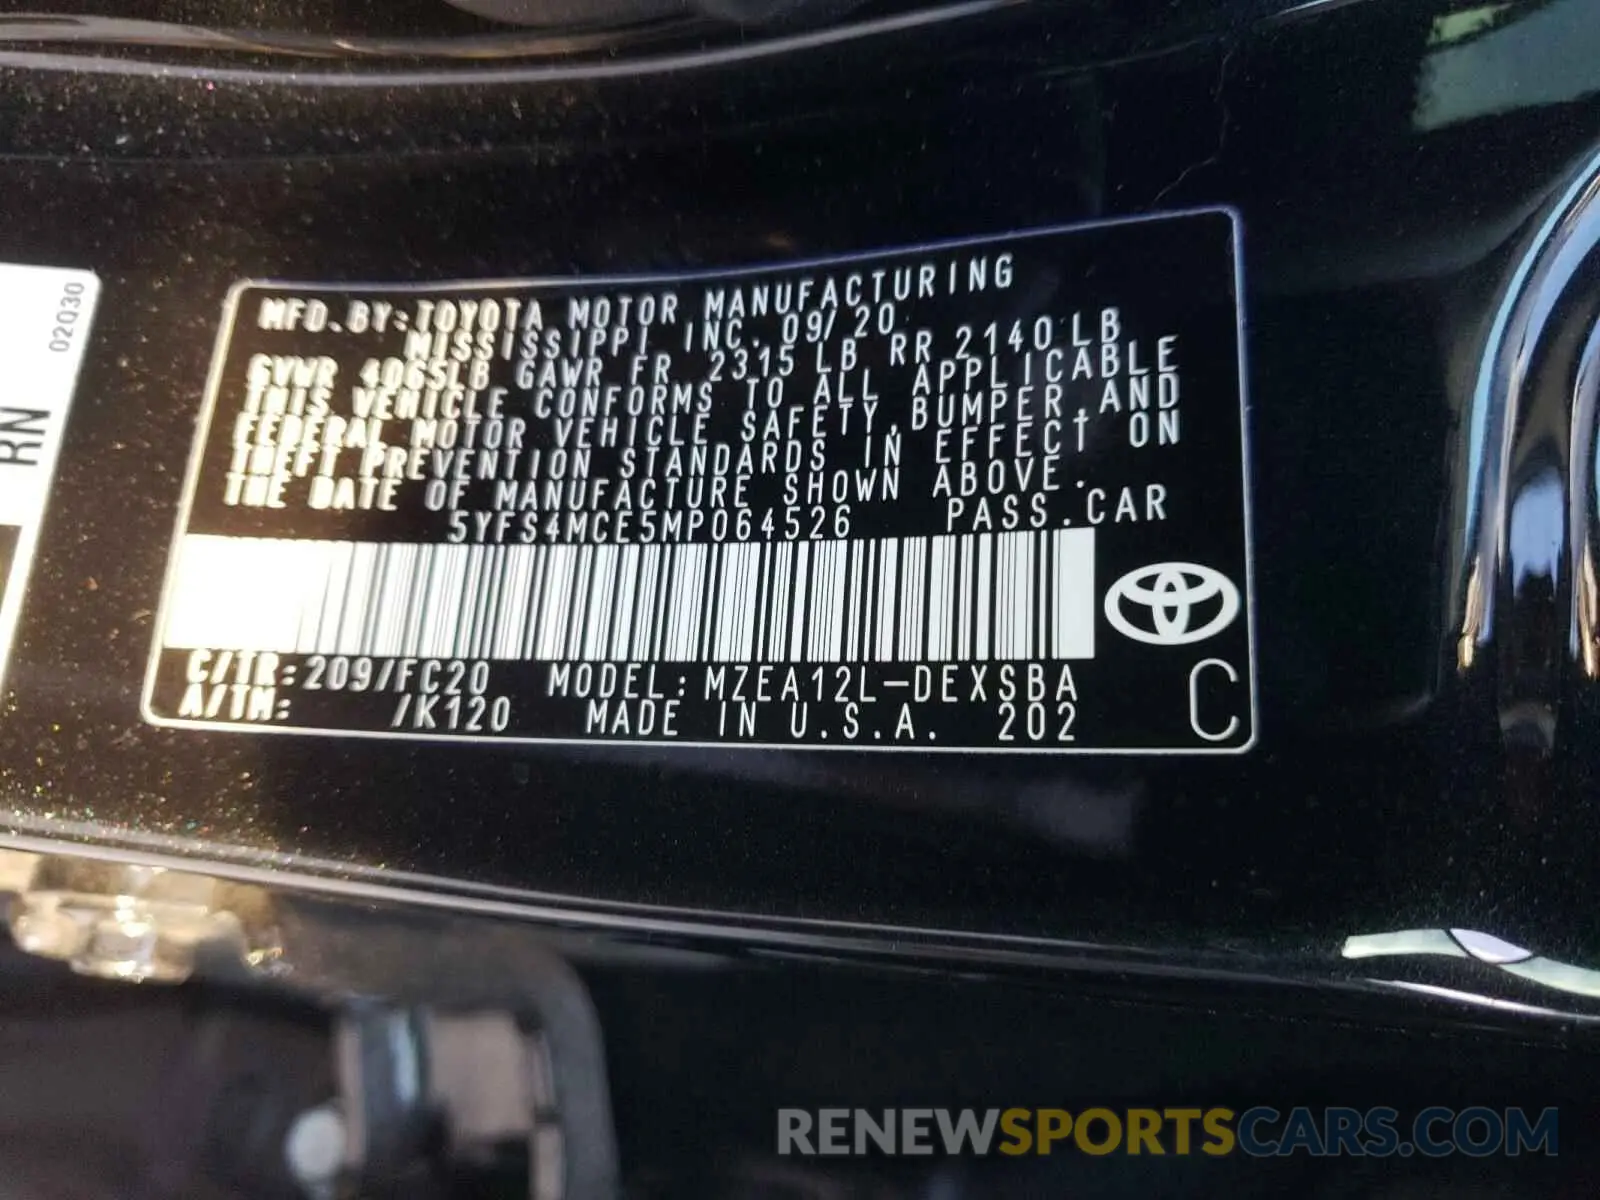 MFD. BY: TOYOTA MOTOR MANUFACTURING
MISSISSIPPI, INC. 09/20
GVWR 4065LB GAWR FR 2315 LB RR 2140 LB
THIS VEHICLE CONFORMS TO ALL APPLICABLE
FEDERAL MOTOR VEHICLE SAFETY, BUMPER, AND
THEFT PREVENTION STANDARDS IN EFFECT ON
THE DATE OF MANUFACTURE SHOWN ABOVE.
5YFS4MCE5MP064526 PASS. CAR
C/TR: 209/FC20 MODEL: MZEA12L-DEXSBA
A/TM: /K120 MADE IN U.S.A. 202
C
02Q30
RN
RENEWSPORTSCARS.COM